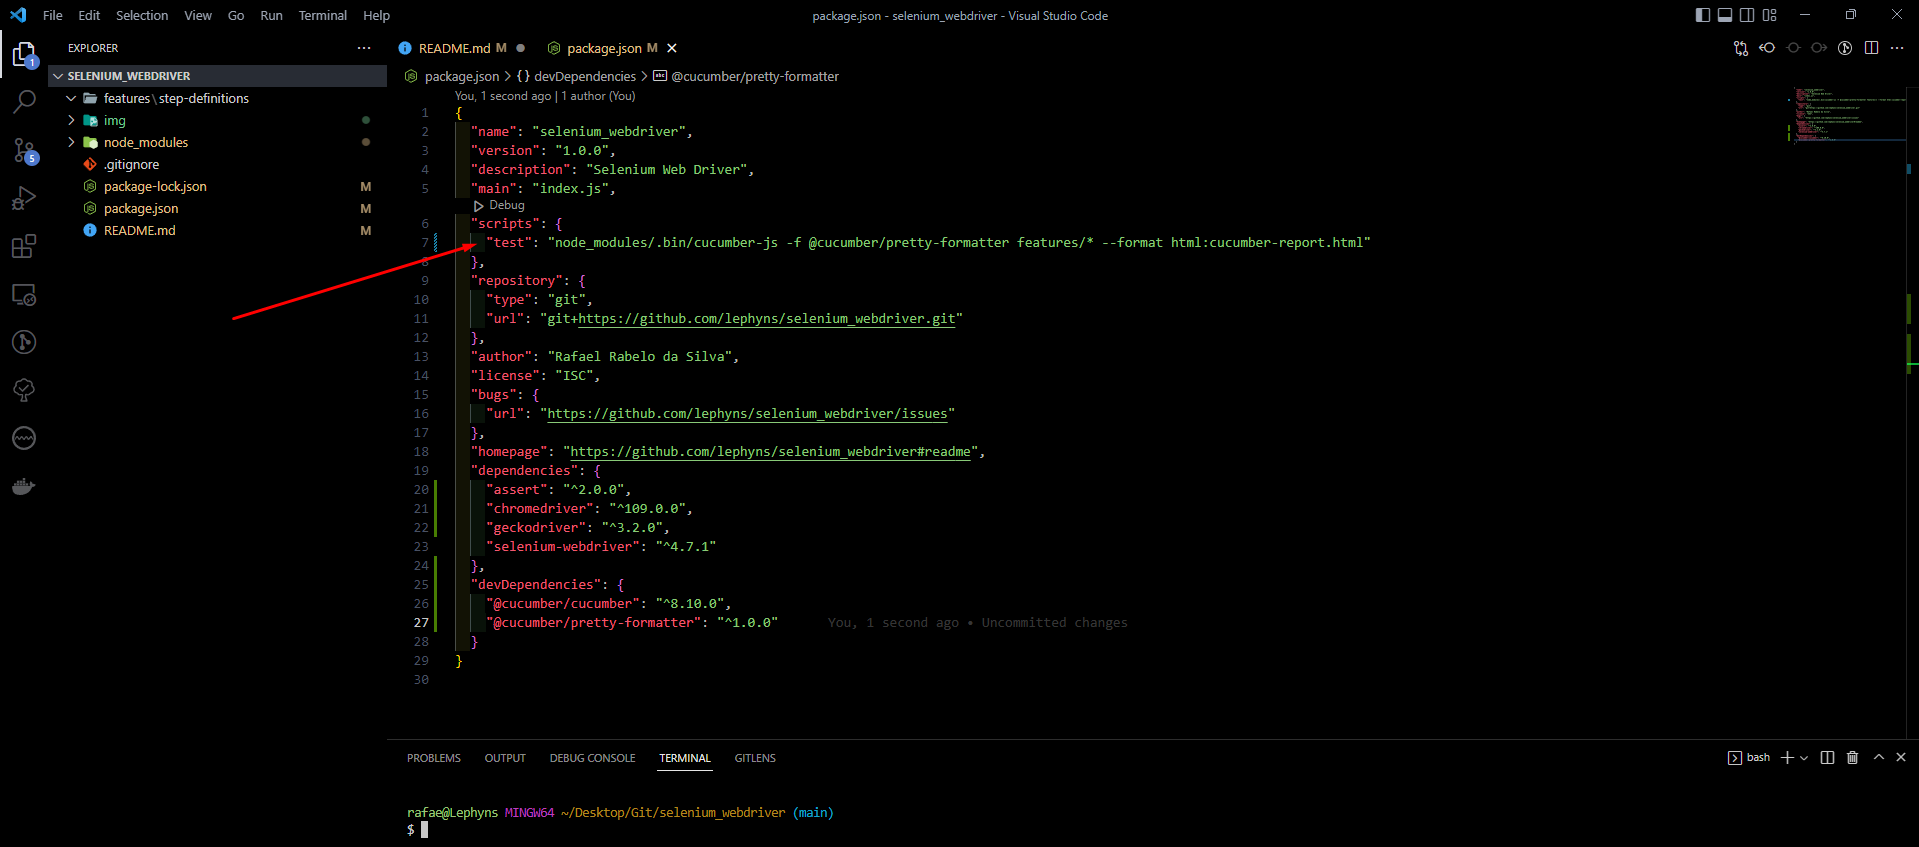 File Edit Selection View Go Run Terminal Help
package.json - selenium_webdriver - Visual Studio Code
EXPLORER
SELENIUM_WEBDRIVER
features\step-definitions
img
node_modules
.gitignore
package-lock.json M
package.json M
README.md M
1
5
README.md M
package.json M
package.json > {} devDependencies > abc @cucumber/pretty-formatter
You, 1 second ago | 1 author (You)
1 {
2 "name": "selenium_webdriver",
3 "version": "1.0.0",
4 "description": "Selenium Web Driver",
5 "main": "index.js",
Debug
6 "scripts": {
7 "test": "node_modules/.bin/cucumber-js -f @cucumber/pretty-formatter features/* --format html:cucumber-report.html"
8 },
9 "repository": {
10 "type": "git",
11 "url": "git+https://github.com/lephyns/selenium_webdriver.git"
12 },
13 "author": "Rafael Rabelo da Silva",
14 "license": "ISC",
15 "bugs": {
16 "url": "https://github.com/lephyns/selenium_webdriver/issues"
17 },
18 "homepage": "https://github.com/lephyns/selenium_webdriver#readme",
19 "dependencies": {
20 "assert": "^2.0.0",
21 "chromedriver": "^109.0.0",
22 "geckodriver": "^3.2.0",
23 "selenium-webdriver": "^4.7.1"
24 },
25 "devDependencies": {
26 "@cucumber/cucumber": "^8.10.0",
27 "@cucumber/pretty-formatter": "^1.0.0" You, 1 second ago • Uncommitted changes
28 }
29 }
30
PROBLEMS OUTPUT DEBUG CONSOLE TERMINAL GITLENS
bash
rafae@Lephyns MINGW64 ~/Desktop/Git/selenium_webdriver (main)
$